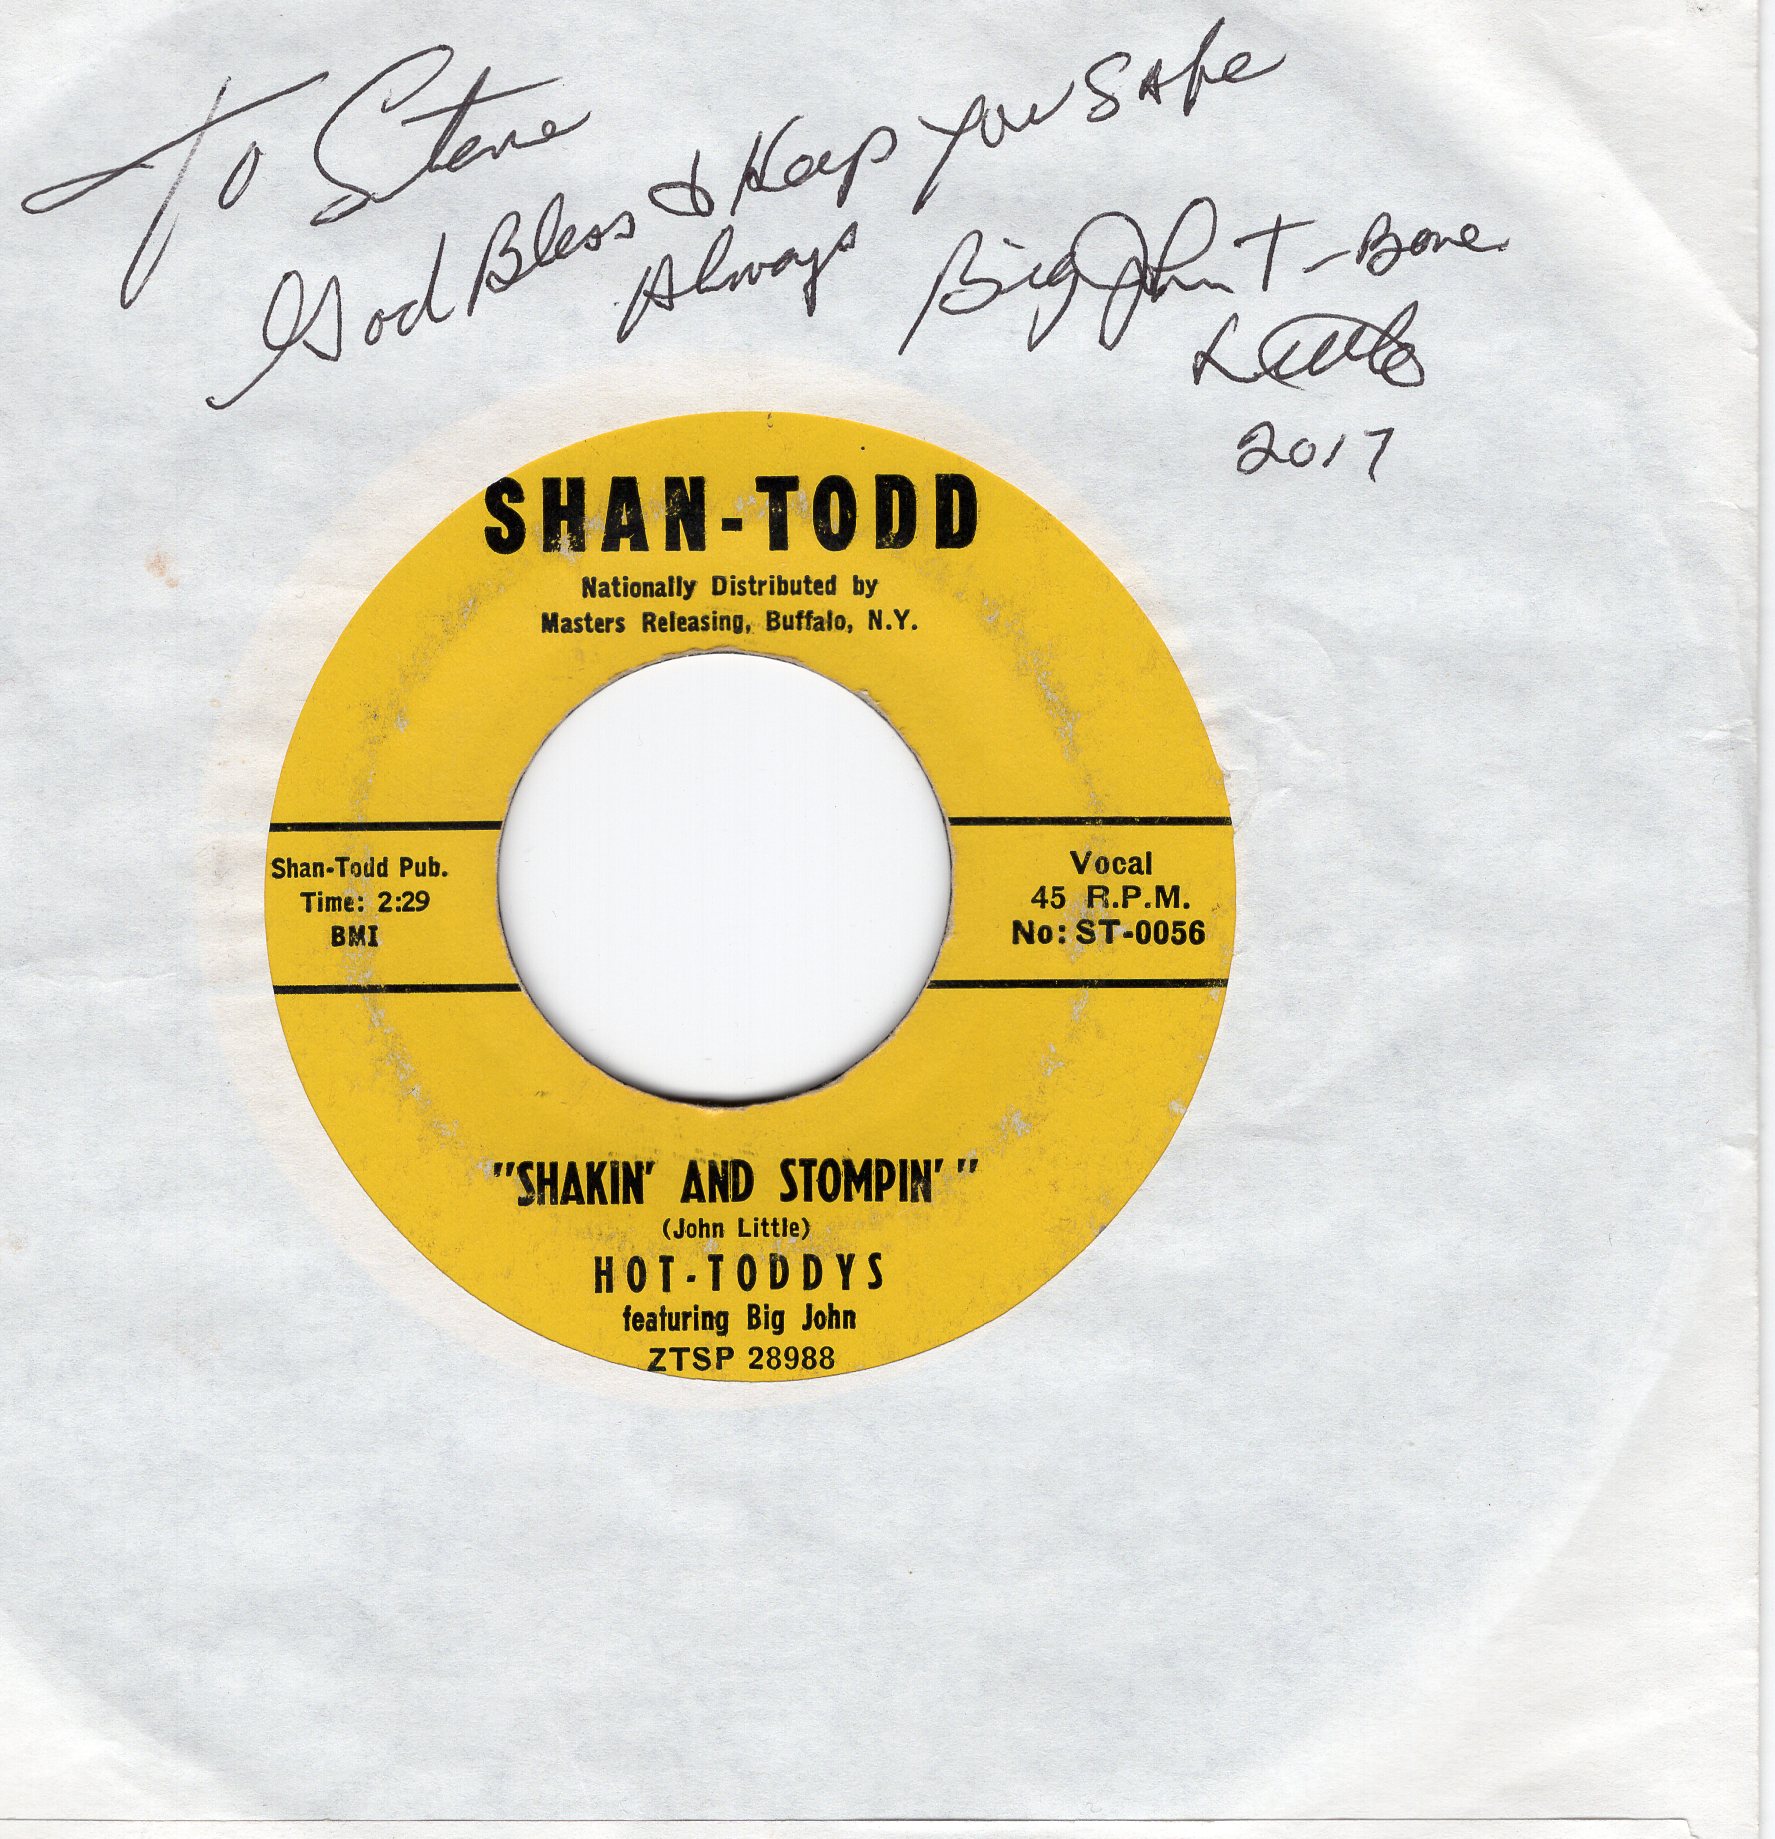 To Steve
God Bless & Keep You Safe
Always
Big John T-Bone
Little
2017
SHAN-TODD
Nationally Distributed by
Masters Releasing, Buffalo, N.Y.
Shan-Todd Pub.
Time: 2:29
BMI
Vocal
45 R.P.M.
No: ST-0056
"SHAKIN' AND STOMPIN'"
(John Little)
HOT-TODDYS
featuring Big John
ZTSP 28988